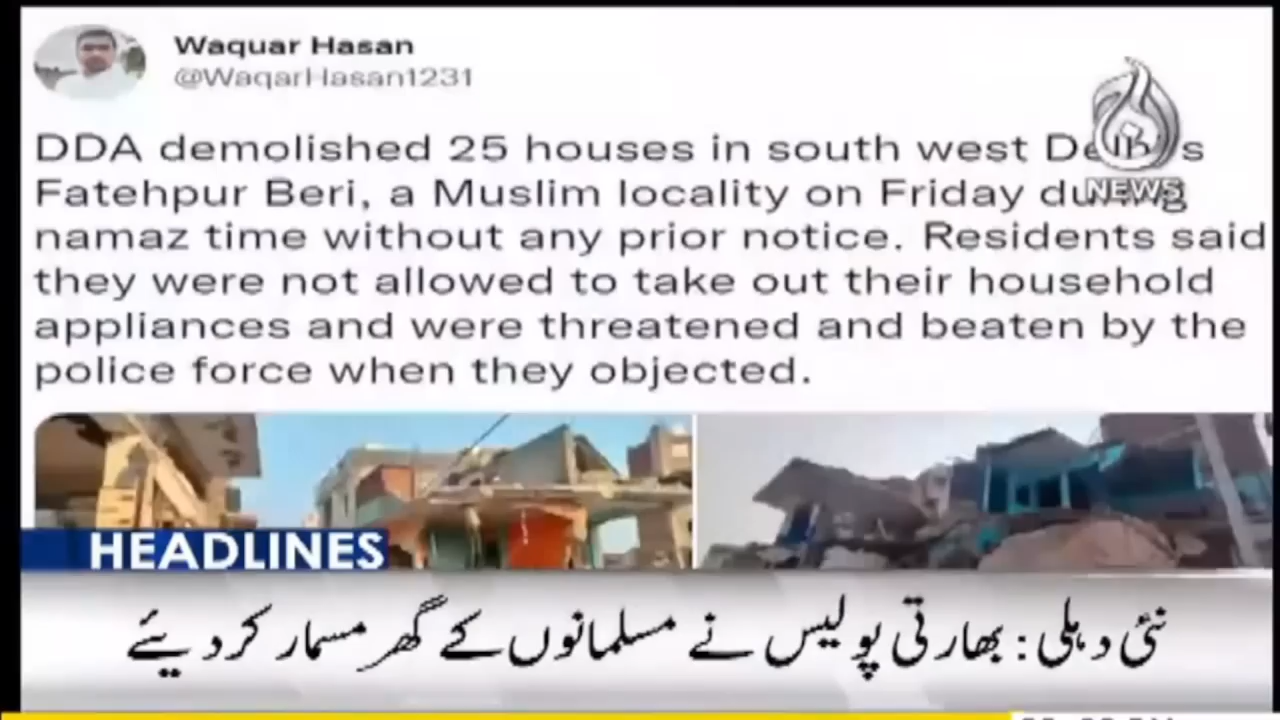 Waquar Hasan
@WaqarHasan1231
DDA demolished 25 houses in south west Delhi's
Fatehpur Beri, a Muslim locality on Friday during
namaz time without any prior notice. Residents said
they were not allowed to take out their household
appliances and were threatened and beaten by the
police force when they objected.
NEWS
HEADLINES
نئی دہلی: بھارتی پولیس نے مسلمانوں کے گھر مسمار کردیئے